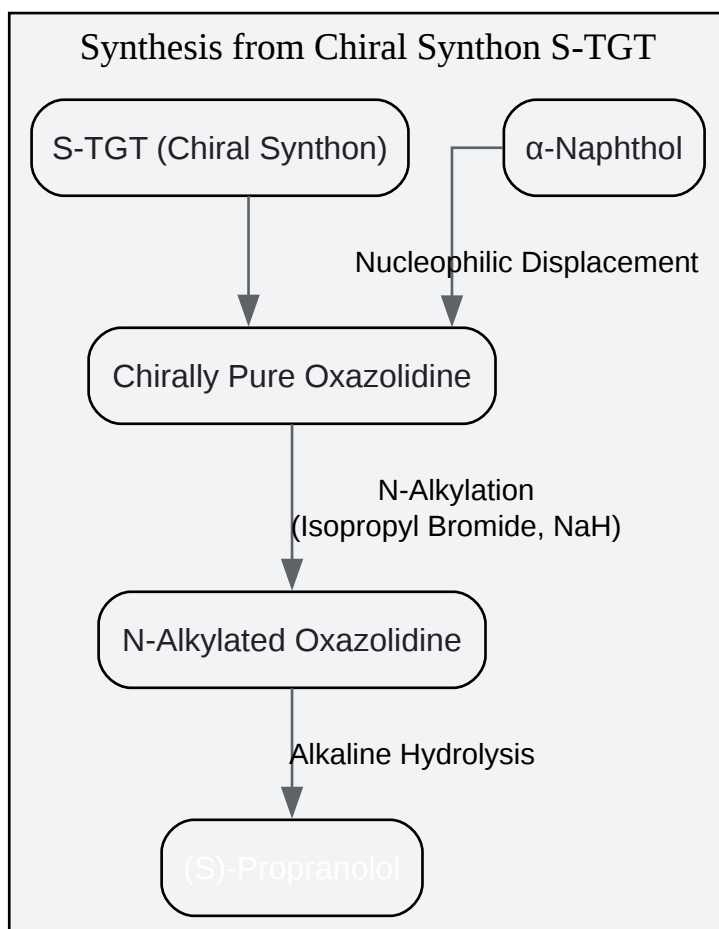 Synthesis from Chiral Synthon S-TGT
S-TGT (Chiral Synthon)
α-Naphthol
Nucleophilic Displacement
Chirally Pure Oxazolidine
N-Alkylation
(Isopropyl Bromide, NaH)
N-Alkylated Oxazolidine
Alkaline Hydrolysis
(S)-Propranolol